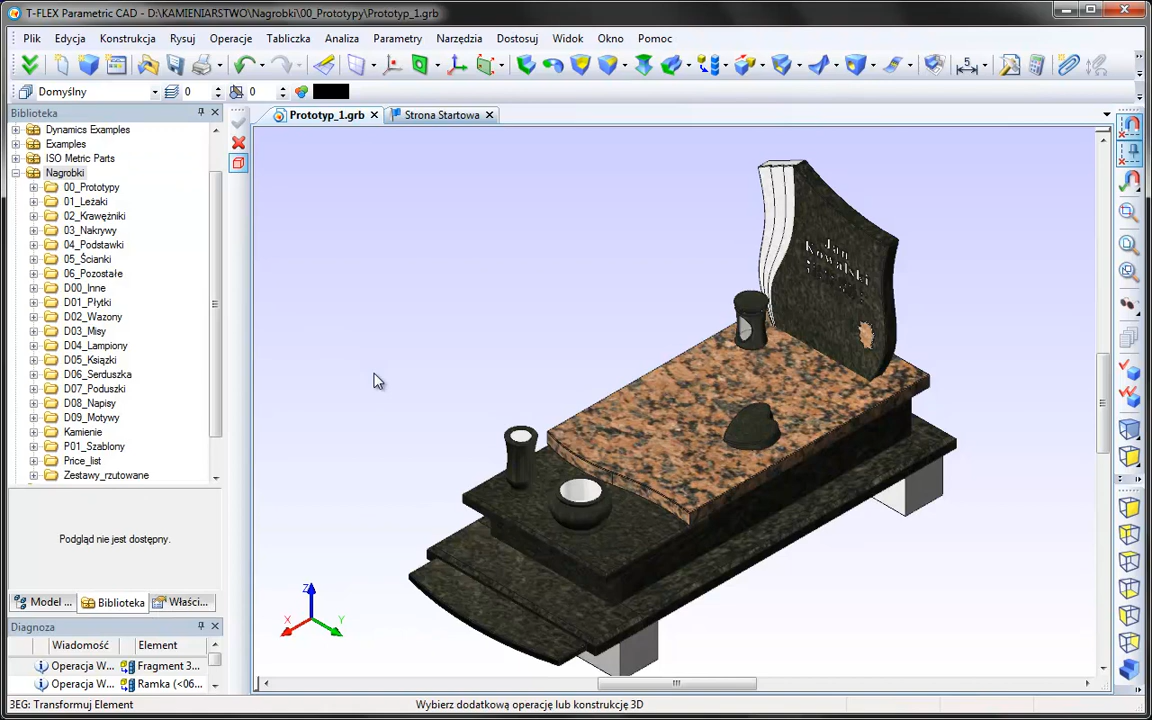 T-FLEX Parametric CAD - D:\KAMIENIARSTWO\Nagrobki\00_Prototypy\Prototyp_1.grb
Plik Edycja Konstrukcja Rysuj Operacje Tabliczka Analiza Parametry Narzędzia Dostosuj Widok Okno Pomoc
5
Domyślny 0 0
Biblioteka
Prototyp_1.grb Strona Startowa
Dynamics Examples
Examples
ISO Metric Parts
Nagrobki
00_Prototypy
01_Leżaki
02_Krawężniki
03_Nakrywy
04_Podstawki
05_Ścianki
06_Pozostałe
D00_Inne
D01_Płytki
D02_Wazony
D03_Misy
D04_Lampiony
D05_Ksiązki
D06_Serduszka
D07_Poduszki
D08_Napisy
D09_Motywy
Kamienie
P01_Szablony
Price_list
Zestawy_rzutowane
Jan
Kowalski
Podgląd nie jest dostępny.
Z
X Y
Model ... Biblioteka Właści...
Diagnoza
Wiadomość Element
Operacja W... Fragment 3...
Operacja W... Ramka (<06...
3EG: Transformuj Element Wybierz dodatkową operację lub konstrukcję 3D